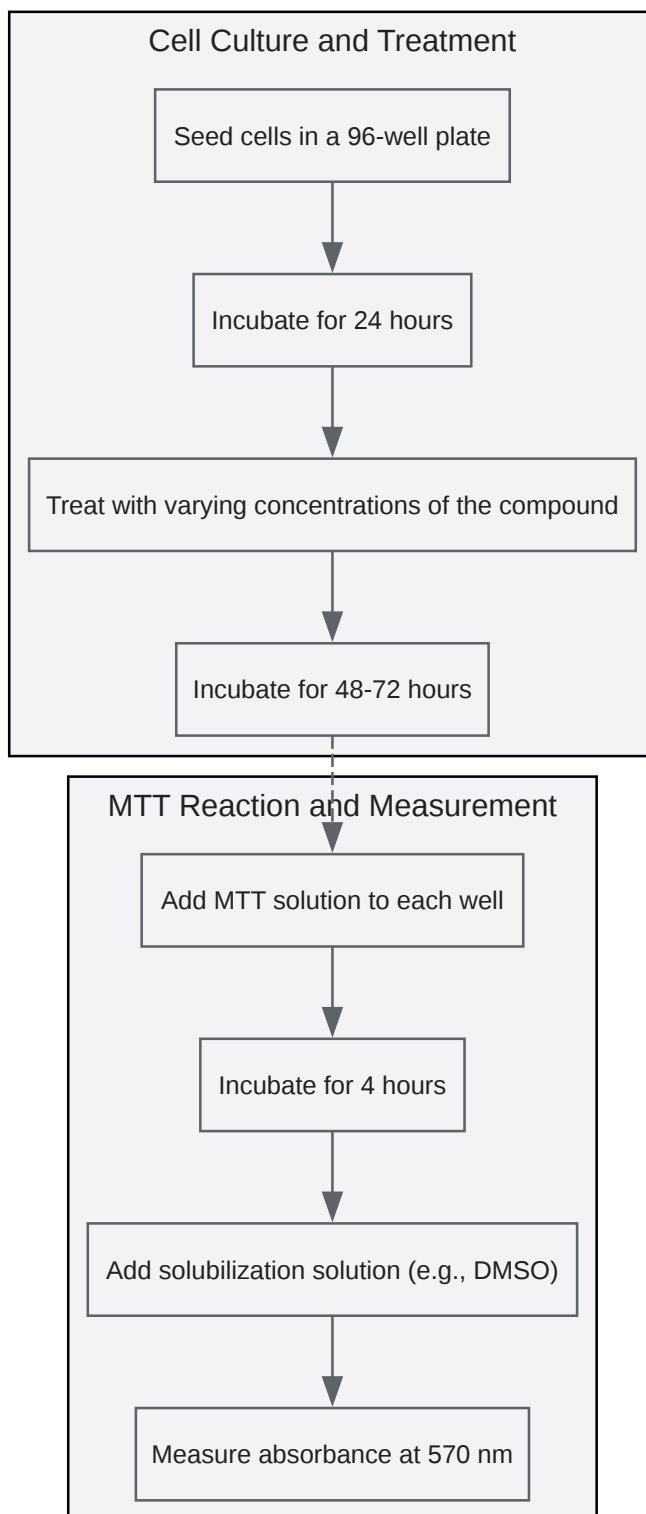 Cell Culture and Treatment
Seed cells in a 96-well plate
Incubate for 24 hours
Treat with varying concentrations of the compound
Incubate for 48-72 hours
MTT Reaction and Measurement
Add MTT solution to each well
Incubate for 4 hours
Add solubilization solution (e.g., DMSO)
Measure absorbance at 570 nm